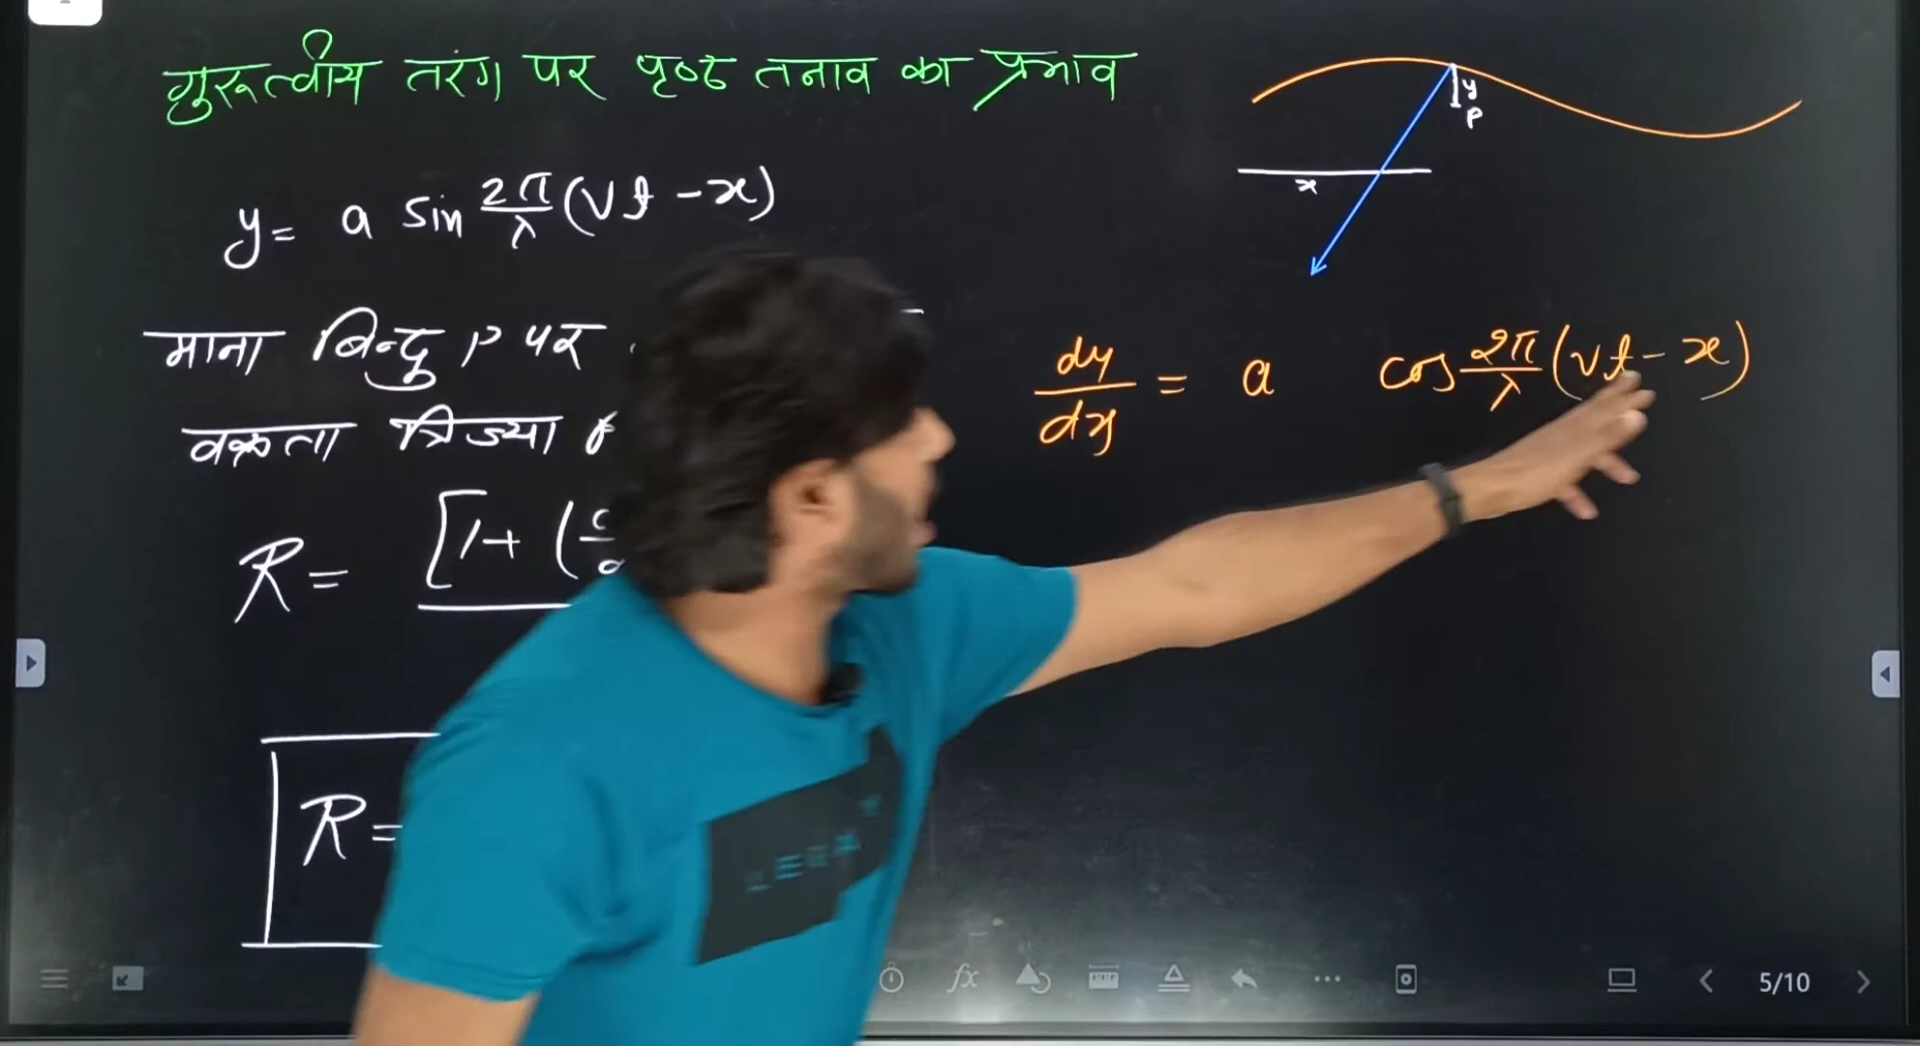 गुरूत्वीय तरंग पर पृष्ट तनाव का प्रभाव
y
P
x
y= a sin 2π/λ (vt - x)
माना बिन्दु P पर
वक्रता त्रिज्या
dy/dx = a cos 2π/λ (vt - x)
R= [1+ (
R=
5/10